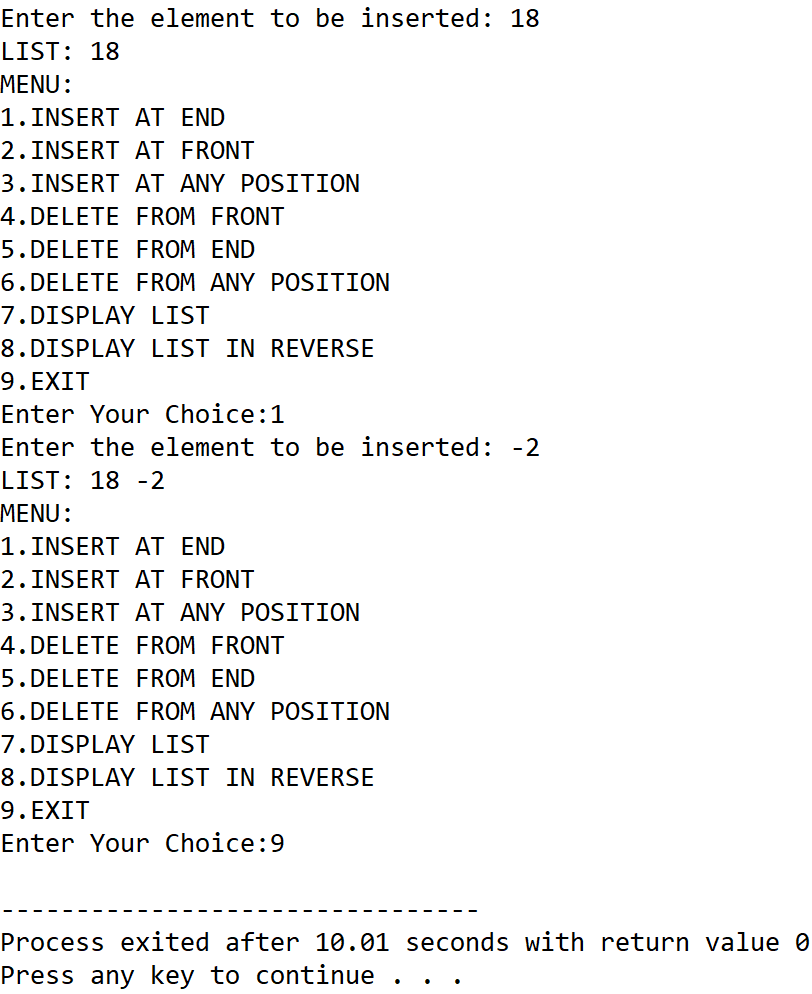 Enter the element to be inserted: 18
LIST: 18
MENU:
1.INSERT AT END
2.INSERT AT FRONT
3.INSERT AT ANY POSITION
4.DELETE FROM FRONT
5.DELETE FROM END
6.DELETE FROM ANY POSITION
7.DISPLAY LIST
8.DISPLAY LIST IN REVERSE
9.EXIT
Enter Your Choice:1
Enter the element to be inserted: -2
LIST: 18 -2
MENU:
1.INSERT AT END
2.INSERT AT FRONT
3.INSERT AT ANY POSITION
4.DELETE FROM FRONT
5.DELETE FROM END
6.DELETE FROM ANY POSITION
7.DISPLAY LIST
8.DISPLAY LIST IN REVERSE
9.EXIT
Enter Your Choice:9
--------------------------------
Process exited after 10.01 seconds with return value 0
Press any key to continue . . .